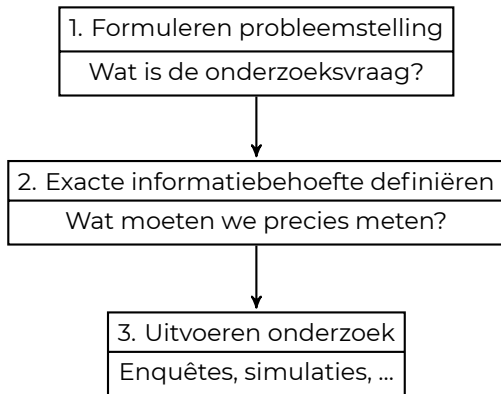 1. Formuleren probleemstelling
Wat is de onderzoeksvraag?
2. Exacte informatiebehoefte definiëren
Wat moeten we precies meten?
3. Uitvoeren onderzoek
Enquêtes, simulaties, ...